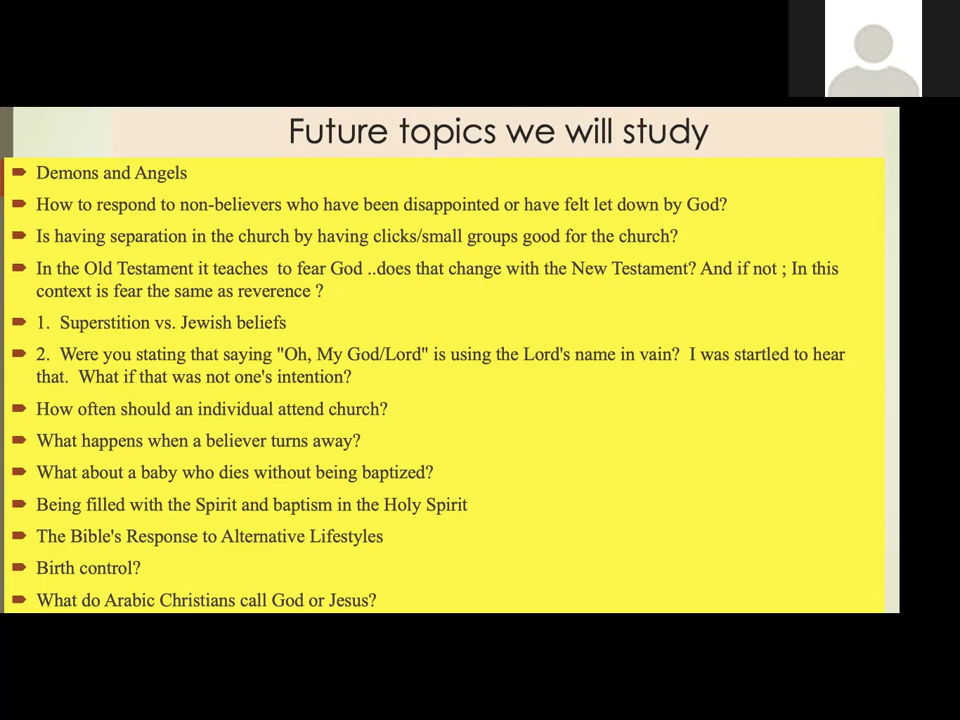 Future topics we will study
Demons and Angels
How to respond to non-believers who have been disappointed or have felt let down by God?
Is having separation in the church by having clicks/small groups good for the church?
In the Old Testament it teaches  to fear God ..does that change with the New Testament? And if not ; In this
context is fear the same as reverence ?
1.  Superstition vs. Jewish beliefs
2.  Were you stating that saying "Oh, My God/Lord" is using the Lord's name in vain?  I was startled to hear
that.  What if that was not one's intention?
How often should an individual attend church?
What happens when a believer turns away?
What about a baby who dies without being baptized?
Being filled with the Spirit and baptism in the Holy Spirit
The Bible's Response to Alternative Lifestyles
Birth control?
What do Arabic Christians call God or Jesus?